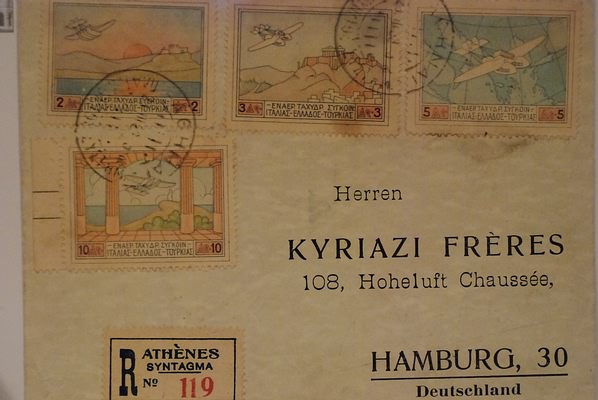 ΕΝΑΕΡ. ΤΑΧΥΔΡ. ΣΥΓΚΟΙΝ.
2 ΙΤΑΛΙΑΣ-ΕΛΛΑΔΟΣ-ΤΟΥΡΚΙΑΣ 2
ΕΝΑΕΡ. ΤΑΧΥΔΡ. ΣΥΓΚΟΙΝ.
3 ΙΤΑΛΙΑΣ-ΕΛΛΑΔΟΣ-ΤΟΥΡΚΙΑΣ 3
ΕΝΑΕΡ. ΤΑΧΥΔΡ. ΣΥΓΚΟΙΝ.
5 ΙΤΑΛΙΑΣ-ΕΛΛΑΔΟΣ-ΤΟΥΡΚΙΑΣ 5
ΕΝΑΕΡ. ΤΑΧΥΔΡ. ΣΥΓΚΟΙΝ.
10 ΙΤΑΛΙΑΣ-ΕΛΛΑΔΟΣ-ΤΟΥΡΚΙΑΣ 10
Herren
KYRIAZI FRÈRES
108, Hoheluft Chaussée,
HAMBURG, 30
Deutschland
R ATHÈNES
SYNTAGMA
No 119